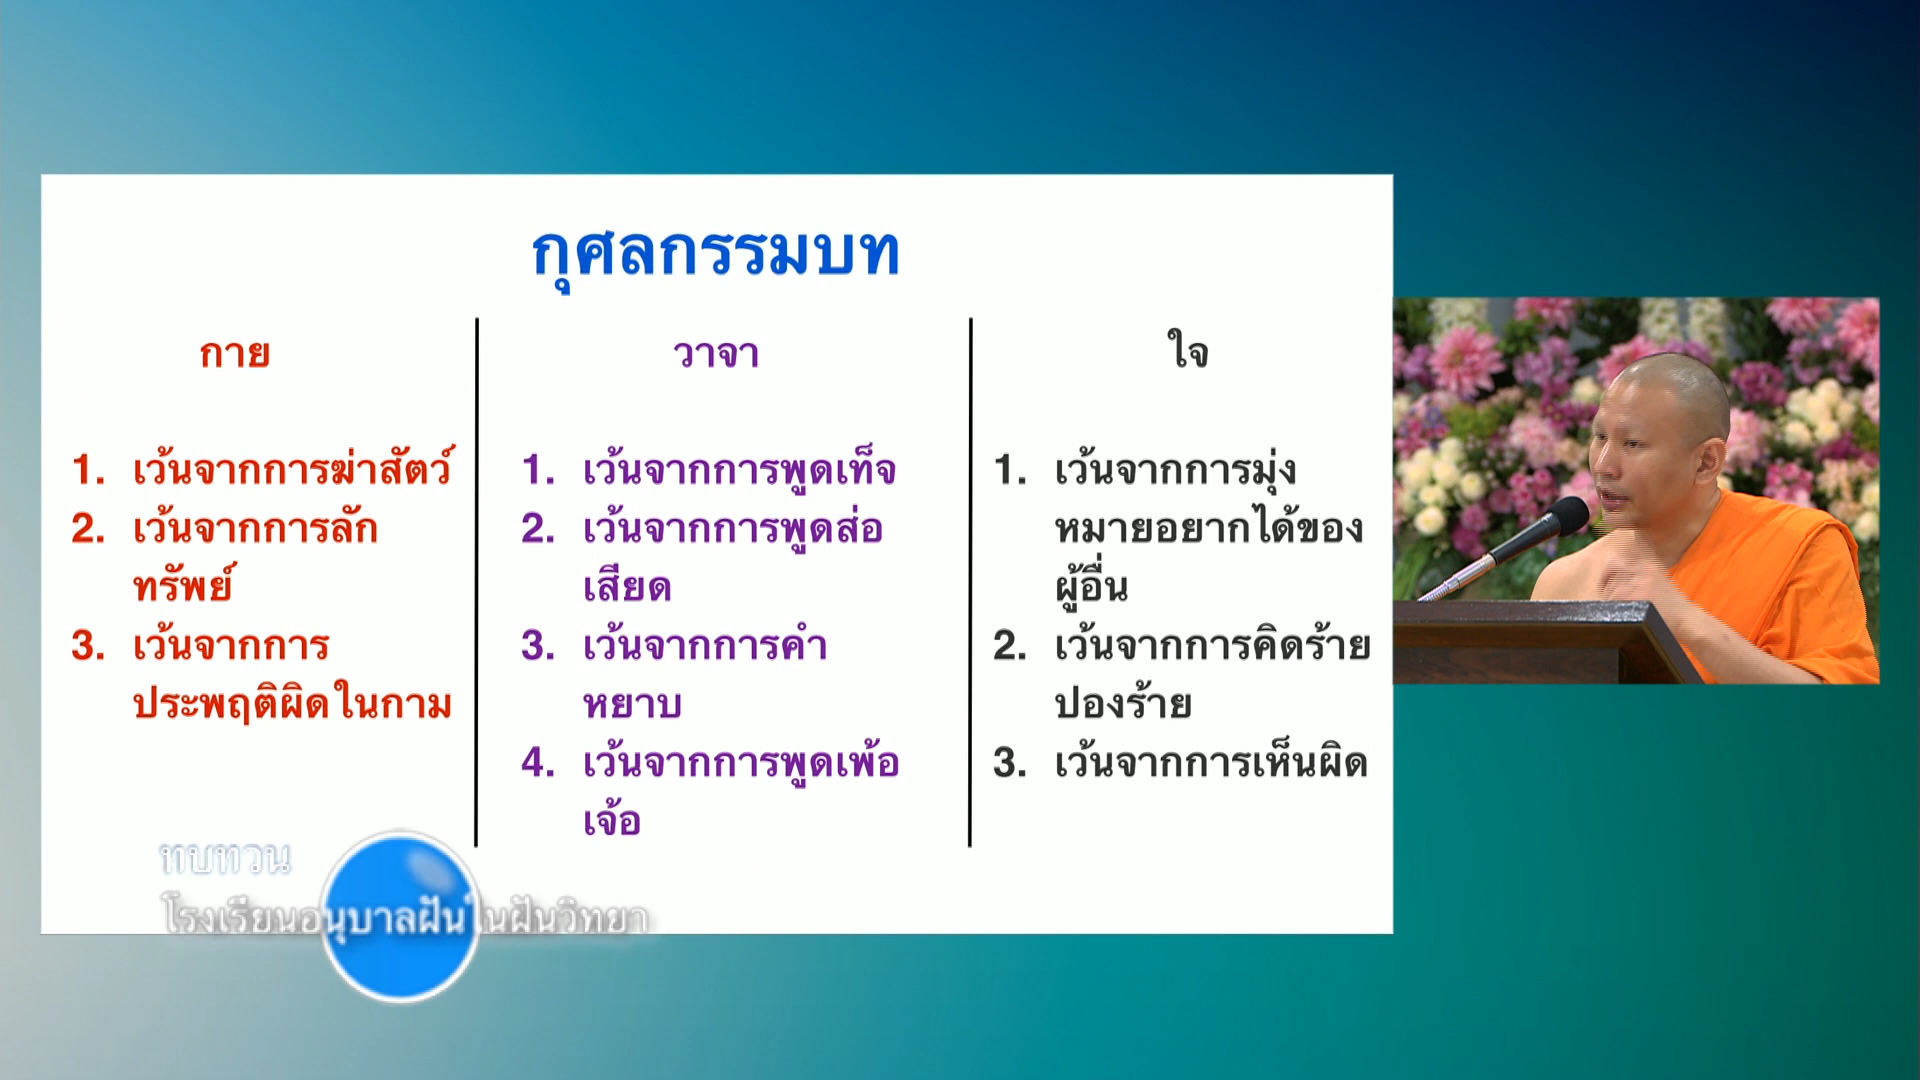 กุศลกรรมบท
กาย
1. เว้นจากการฆ่าสัตว์
2. เว้นจากการลัก
ทรัพย์
3. เว้นจากการ
ประพฤติผิดในกาม
วาจา
1. เว้นจากการพูดเท็จ
2. เว้นจากการพูดส่อ
เสียด
3. เว้นจากการคำ
หยาบ
4. เว้นจากการพูดเพ้อ
เจ้อ
ใจ
1. เว้นจากการมุ่ง
หมายอยากได้ของ
ผู้อื่น
2. เว้นจากการคิดร้าย
ปองร้าย
3. เว้นจากการเห็นผิด
ทบทวน
โรงเรียนอนุบาลฝันในฝันวิทยา